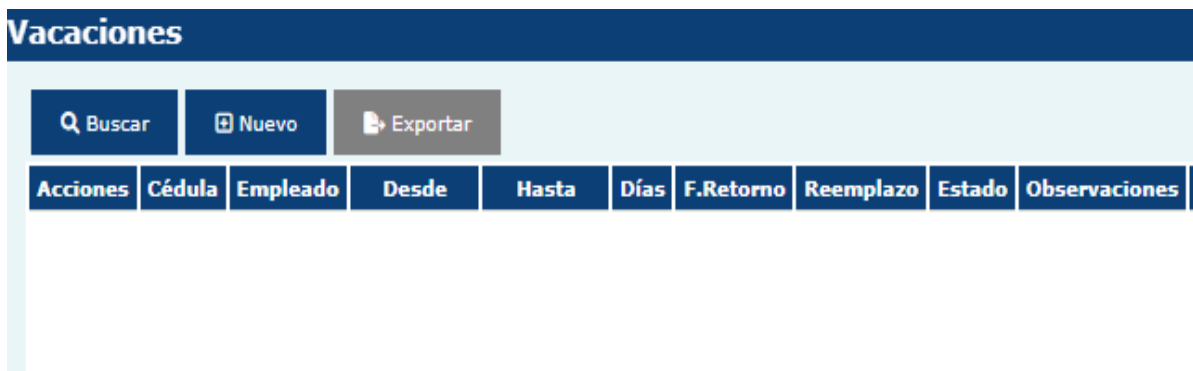 Vacaciones
Buscar Nuevo Exportar
Acciones Cédula Empleado Desde Hasta Días F.Retorno Reemplazo Estado Observaciones